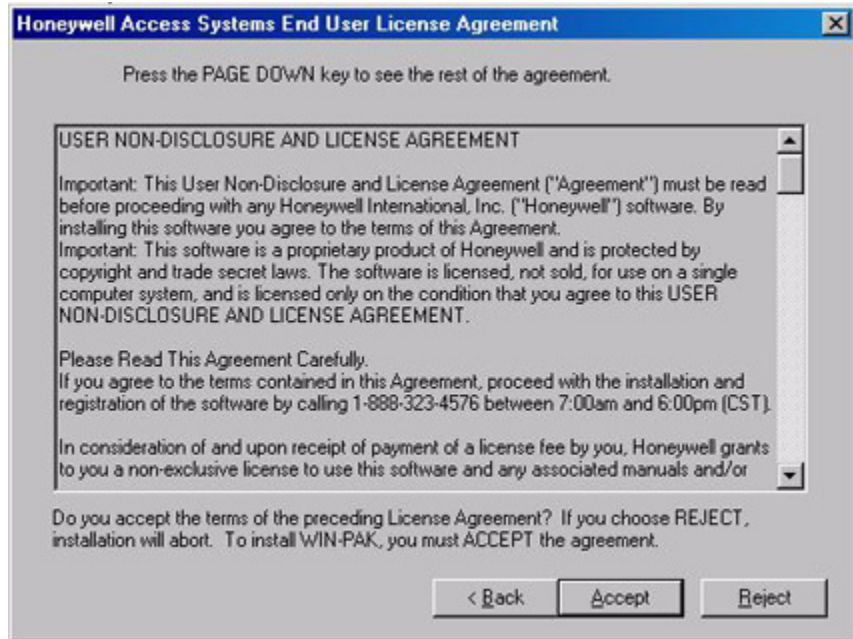 Honeywell Access Systems End User License Agreement
Press the PAGE DOWN key to see the rest of the agreement.
USER NON-DISCLOSURE AND LICENSE AGREEMENT
Important: This User Non-Disclosure and License Agreement ("Agreement") must be read
before proceeding with any Honeywell International, Inc. ("Honeywell") software. By
installing this software you agree to the terms of this Agreement.
Important: This software is a proprietary product of Honeywell and is protected by
copyright and trade secret laws. The software is licensed, not sold, for use on a single
computer system, and is licensed only on the condition that you agree to this USER
NON-DISCLOSURE AND LICENSE AGREEMENT.
Please Read This Agreement Carefully.
If you agree to the terms contained in this Agreement, proceed with the installation and
registration of the software by calling 1-888-323-4576 between 7:00am and 6:00pm (CST).
In consideration of and upon receipt of payment of a license fee by you, Honeywell grants
to you a non-exclusive license to use this software and any associated manuals and/or
Do you accept the terms of the preceding License Agreement? If you choose REJECT,
installation will abort. To install WIN-PAK, you must ACCEPT the agreement.
< Back Accept Reject